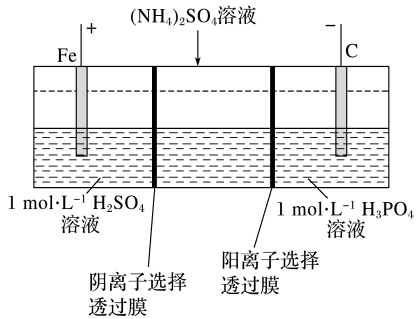 (NH₄)₂SO₄溶液
+
−
Fe
C
1 mol·L⁻¹ H₂SO₄
溶液
1 mol·L⁻¹ H₃PO₄
溶液
阴离子选择
透过膜
阳离子选择
透过膜